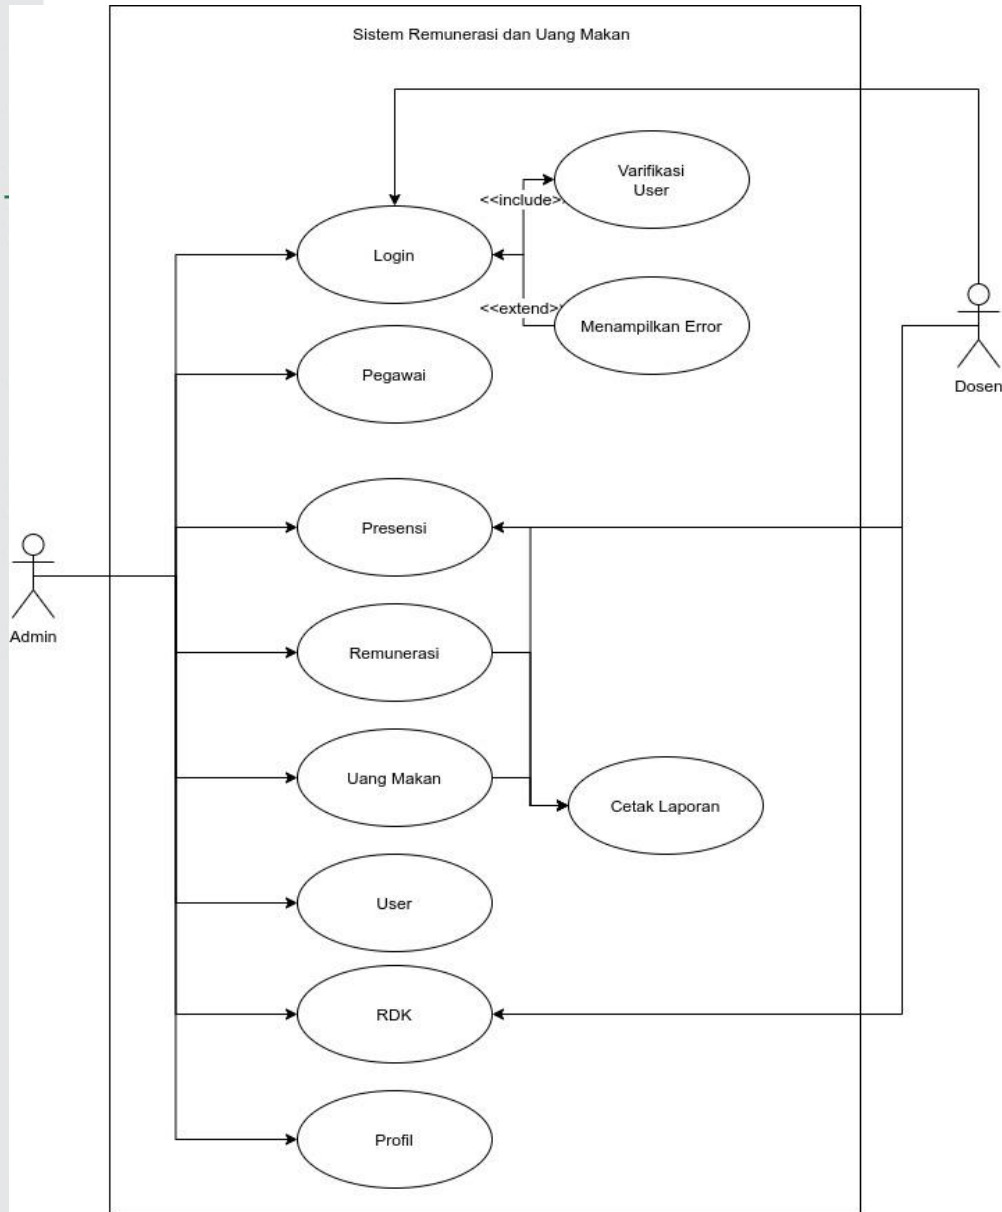 Sistem Remunerasi dan Uang Makan
Varifikasi
User
<<include>>
Login
<<extend>>
Menampilkan Error
Pegawai
Dosen
Presensi
Admin
Remunerasi
Uang Makan
Cetak Laporan
User
RDK
Profil